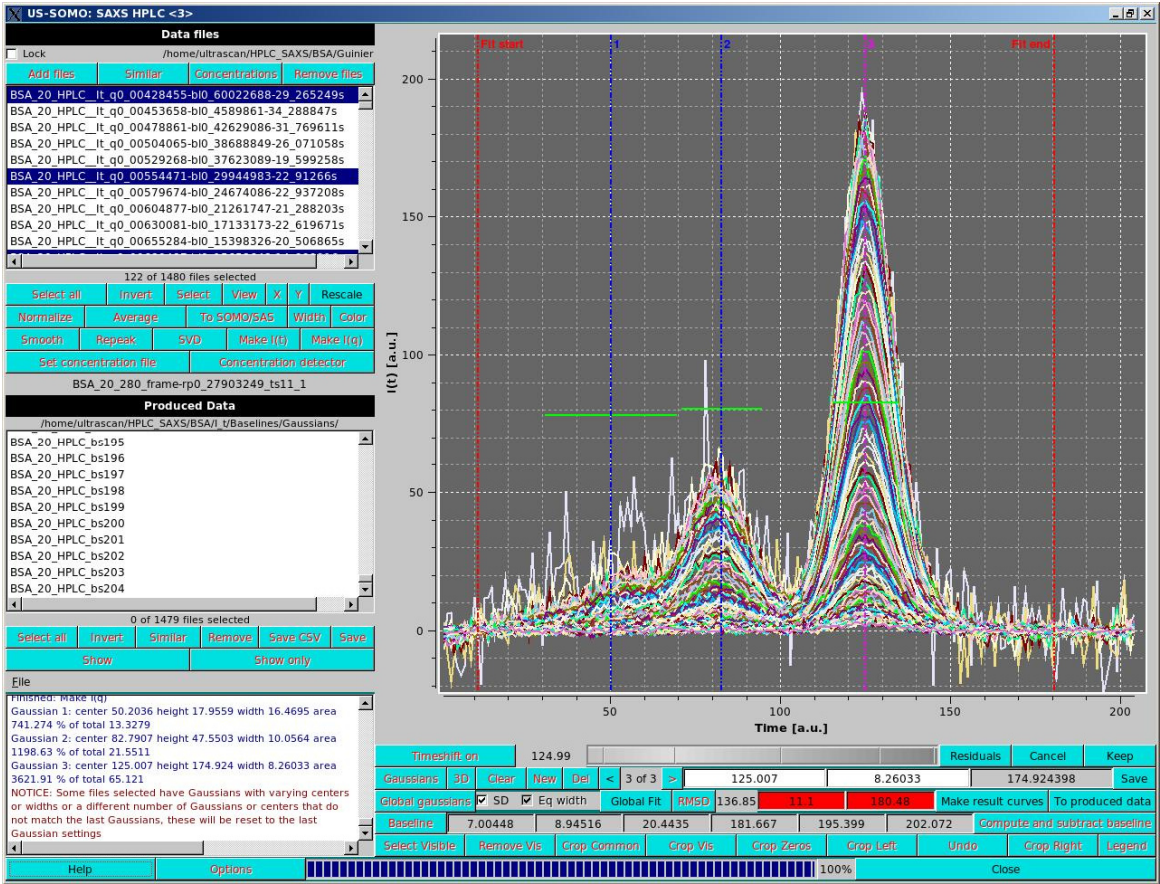 US-SOMO: SAXS HPLC <3>
Data files
Lock
/home/ultrascan/HPLC_SAXS/BSA/Guinier
Add files
Similar
Concentrations
Remove files
BSA_20_HPLC__It_q0_00428455-bI0_60022688-29_265249s
BSA_20_HPLC__It_q0_00453658-bI0_4589861-34_288847s
BSA_20_HPLC__It_q0_00478861-bI0_42629086-31_769611s
BSA_20_HPLC__It_q0_00504065-bI0_38688849-26_071058s
BSA_20_HPLC__It_q0_00529268-bI0_37623089-19_599258s
BSA_20_HPLC__It_q0_00554471-bI0_29944983-22_91266s
BSA_20_HPLC__It_q0_00579674-bI0_24674086-22_937208s
BSA_20_HPLC__It_q0_00604877-bI0_21261747-21_288203s
BSA_20_HPLC__It_q0_00630081-bI0_17133173-22_619671s
BSA_20_HPLC__It_q0_00655284-bI0_15398326-20_506865s
122 of 1480 files selected
Select all
Invert
Select
View
X
Y
Rescale
Normalize
Average
To SOMO/SAS
Width
Color
Smooth
Repeak
SVD
Make I(t)
Make I(q)
Set concentration file
Concentration detector
BSA_20_280_frame-rp0_27903249_ts11_1
Produced Data
/home/ultrascan/HPLC_SAXS/BSA/I_t/Baselines/Gaussians/
BSA_20_HPLC_bs195
BSA_20_HPLC_bs196
BSA_20_HPLC_bs197
BSA_20_HPLC_bs198
BSA_20_HPLC_bs199
BSA_20_HPLC_bs200
BSA_20_HPLC_bs201
BSA_20_HPLC_bs202
BSA_20_HPLC_bs203
BSA_20_HPLC_bs204
0 of 1479 files selected
Select all
Invert
Similar
Remove
Save CSV
Save
Show
Show only
File
Finished: Make I(q)
Gaussian 1: center 50.2036 height 17.9559 width 16.4695 area
741.274 % of total 13.3279
Gaussian 2: center 82.7907 height 47.5503 width 10.0564 area
1198.63 % of total 21.5511
Gaussian 3: center 125.007 height 174.924 width 8.26033 area
3621.91 % of total 65.121
NOTICE: Some files selected have Gaussians with varying centers
or widths or a different number of Gaussians or centers that do
not match the last Gaussians, these will be reset to the last
Gaussian settings
Help
Options
100%
Close
Fit start
1
2
3
Fit end
200
150
100
50
0
I(t) [a.u.]
50
100
150
200
Time [a.u.]
Timeshift on
124.99
Residuals
Cancel
Keep
Gaussians
3D
Clear
New
Del
<
3 of 3
>
125.007
8.26033
174.924398
Save
Global gaussians
SD
Eq width
Global Fit
RMSD
136.85
11.1
180.48
Make result curves
To produced data
Baseline
7.00448
8.94516
20.4435
181.667
195.399
202.072
Compute and subtract baseline
Select Visible
Remove Vis
Crop Common
Crop Vis
Crop Zeros
Crop Left
Undo
Crop Right
Legend